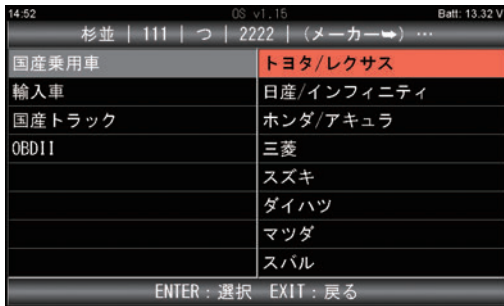 14:52 OS v1.15 Batt: 13.32 V
杉並 | 111 | つ | 2222 | (メーカー➡) …
国産乗用車 トヨタ/レクサス
輸入車 日産/インフィニティ
国産トラック ホンダ/アキュラ
OBDII 三菱
スズキ
ダイハツ
マツダ
スバル
ENTER：選択 EXIT：戻る